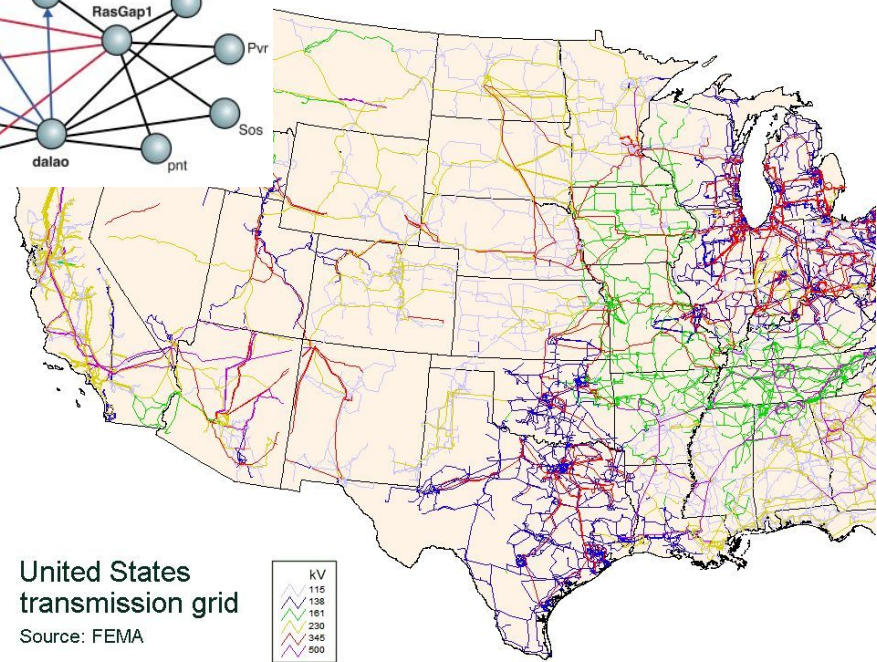 RasGap1
Pvr
Sos
dalao
pnt
United States
transmission grid
Source: FEMA
kV
115
138
161
230
345
500